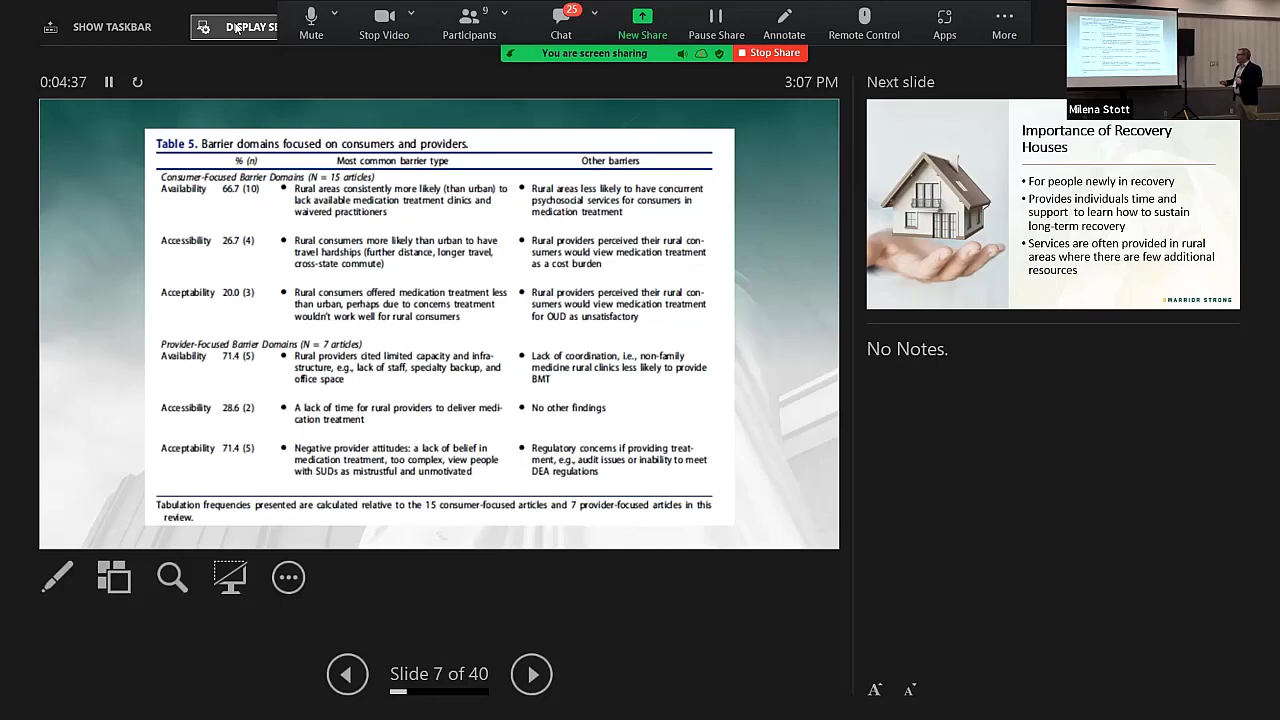 SHOW TASKBAR
DISPLAY S
Mute
Stop Vi
9
ticipants
25
Chat
New Share
Pause Share
Annotate
Remote Control
Apps
More
You are screen sharing
Stop Share
0:04:37
3:07 PM
Next slide
Milena Stott
Table 5. Barrier domains focused on consumers and providers.
% (n) Most common barrier type Other barriers
Consumer-Focused Barrier Domains (N = 15 articles)
Availability 66.7 (10) • Rural areas consistently more likely (than urban) to • Rural areas less likely to have concurrent
lack available medication treatment clinics and psychosocial services for consumers in
waivered practitioners medication treatment
Accessibility 26.7 (4) • Rural consumers more likely than urban to have • Rural providers perceived their rural con-
travel hardships (further distance, longer travel, sumers would view medication treatment
cross-state commute) as a cost burden
Acceptability 20.0 (3) • Rural consumers offered medication treatment less • Rural providers perceived their rural con-
than urban, perhaps due to concerns treatment sumers would view medication treatment
wouldn't work well for rural consumers for OUD as unsatisfactory
Provider-Focused Barrier Domains (N = 7 articles)
Availability 71.4 (5) • Rural providers cited limited capacity and infra- • Lack of coordination, i.e., non-family
structure, e.g., lack of staff, specialty backup, and medicine rural clinics less likely to provide
office space BMT
Accessibility 28.6 (2) • A lack of time for rural providers to deliver medi- • No other findings
cation treatment
Acceptability 71.4 (5) • Negative provider attitudes: a lack of belief in • Regulatory concerns if providing treat-
medication treatment, too complex, view people ment, e.g., audit issues or inability to meet
with SUDs as mistrustful and unmotivated DEA regulations
Tabulation frequencies presented are calculated relative to the 15 consumer-focused articles and 7 provider-focused articles in this
review.
Importance of Recovery
Houses
• For people newly in recovery
• Provides individuals time and
support to learn how to sustain
long-term recovery
• Services are often provided in rural
areas where there are few additional
resources
#WARRIOR STRONG
No Notes.
Slide 7 of 40
A A